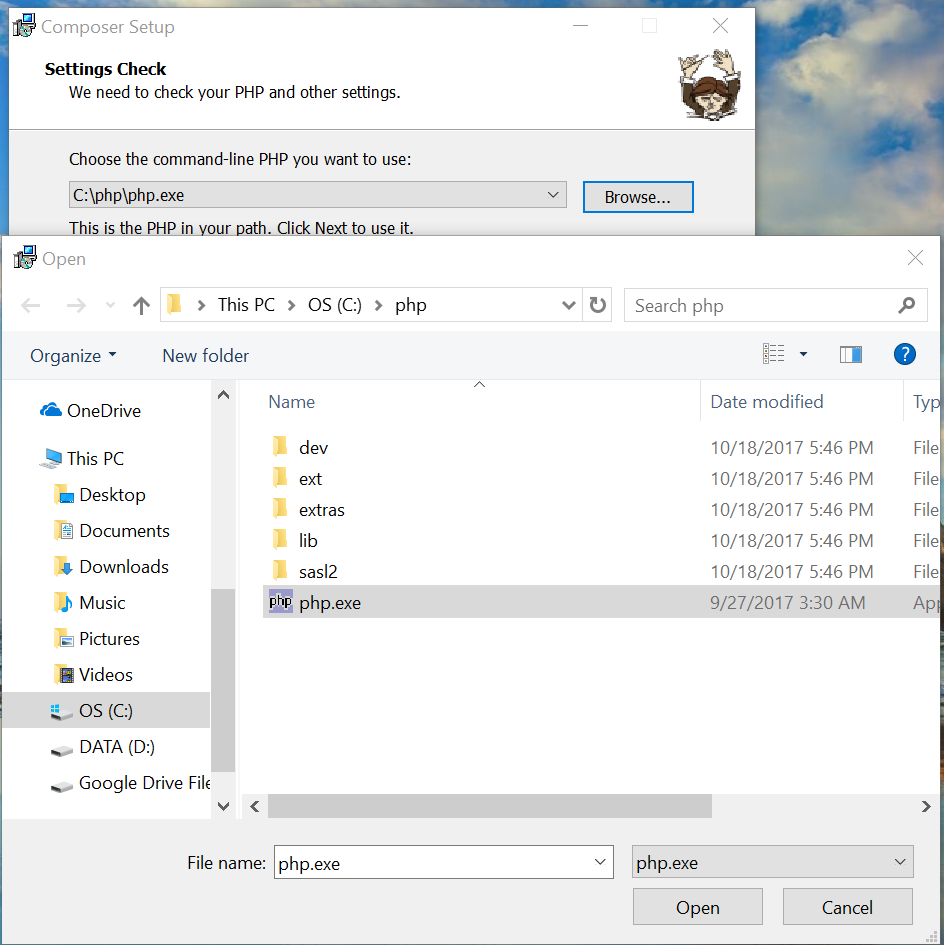 Composer Setup
Settings Check
We need to check your PHP and other settings.
Choose the command-line PHP you want to use:
C:\php\php.exe
Browse...
This is the PHP in your path. Click Next to use it.
Open
This PC OS (C:) php
Search php
Organize New folder
?
Name Date modified Typ
OneDrive
This PC
Desktop
Documents
Downloads
Music
Pictures
Videos
OS (C:)
DATA (D:)
Google Drive File
dev 10/18/2017 5:46 PM File
ext 10/18/2017 5:46 PM File
extras 10/18/2017 5:46 PM File
lib 10/18/2017 5:46 PM File
sasl2 10/18/2017 5:46 PM File
php php.exe 9/27/2017 3:30 AM App
File name: php.exe php.exe
Open Cancel